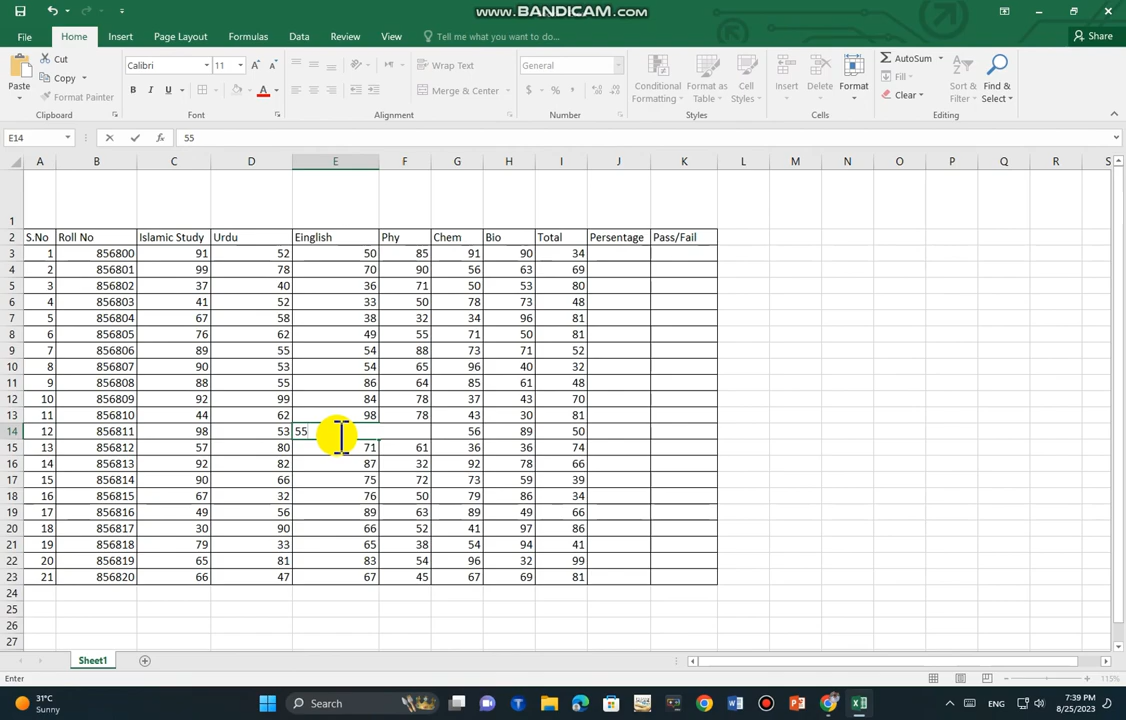 www.BANDICAM.com
File Home Insert Page Layout Formulas Data Review View Tell me what you want to do... Share
Paste Cut Copy Format Painter Clipboard
Calibri 11 B I U A Font
Wrap Text Merge & Center Alignment
General $ % Number
Conditional Formatting Format as Table Cell Styles Styles
Insert Delete Format Cells
AutoSum Fill Clear Sort & Filter Find & Select Editing
E14 fx 55
A B C D E F G H I J K L M N O P Q R S
1
2 S.No Roll No Islamic Study Urdu Einglish Phy Chem Bio Total Persentage Pass/Fail
3 1 856800 91 52 50 85 91 90 34
4 2 856801 99 78 70 90 56 63 69
5 3 856802 37 40 36 71 50 53 80
6 4 856803 41 52 33 50 78 73 48
7 5 856804 67 58 38 32 34 96 81
8 6 856805 76 62 49 55 71 50 81
9 7 856806 89 55 54 88 73 71 52
10 8 856807 90 53 54 65 96 40 32
11 9 856808 88 55 86 64 85 61 48
12 10 856809 92 99 84 78 37 43 70
13 11 856810 44 62 98 78 43 30 81
14 12 856811 98 53 55 56 89 50
15 13 856812 57 80 71 61 36 36 74
16 14 856813 92 82 87 32 92 78 66
17 15 856814 90 66 75 72 73 59 39
18 16 856815 67 32 76 50 79 86 34
19 17 856816 49 56 89 63 89 49 66
20 18 856817 30 90 66 52 41 97 86
21 19 856818 79 33 65 38 54 94 41
22 20 856819 65 81 83 54 96 32 99
23 21 856820 66 47 67 45 67 69 81
24
25
26
27
Sheet1
Enter 115%
31°C
Sunny
Search
ENG
7:39 PM
8/25/2023